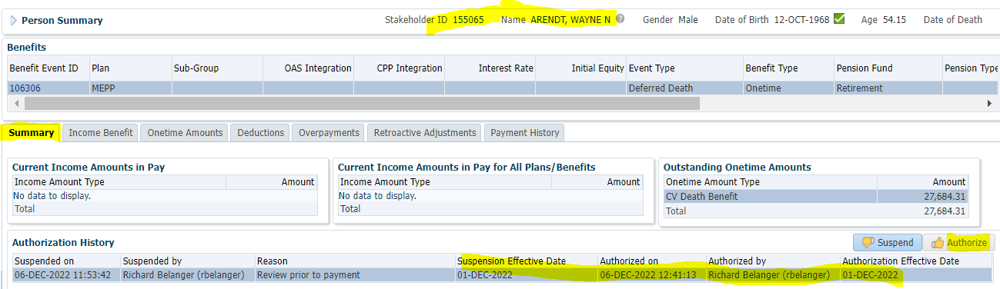 Person Summary Stakeholder ID 155065 Name ARENDT, WAYNE N Gender Male Date of Birth 12-OCT-1968 Age 54.15 Date of Death
Benefits
Benefit Event ID Plan Sub-Group OAS Integration CPP Integration Interest Rate Initial Equity Event Type Benefit Type Pension Fund Pension Type
106306 MEPP Deferred Death Onetime Retirement
Summary Income Benefit Onetime Amounts Deductions Overpayments Retroactive Adjustments Payment History
Current Income Amounts in Pay Current Income Amounts in Pay for All Plans/Benefits Outstanding Onetime Amounts
Income Amount Type Amount Income Amount Type Amount Onetime Amount Type Amount
No data to display. No data to display. CV Death Benefit 27,684.31
Total Total Total 27,684.31
Authorization History Suspend Authorize
Suspended on Suspended by Reason Suspension Effective Date Authorized on Authorized by Authorization Effective Date
06-DEC-2022 11:53:42 Richard Belanger (rbelanger) Review prior to payment 01-DEC-2022 06-DEC-2022 12:41:13 Richard Belanger (rbelanger) 01-DEC-2022